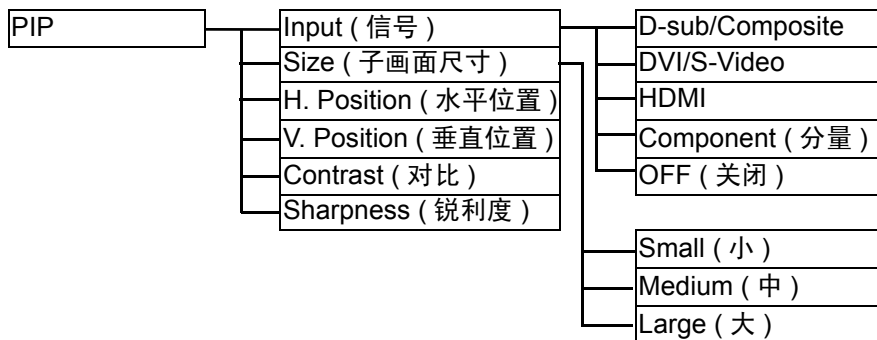 PIP
Input ( 信号 )
Size ( 子画面尺寸 )
H. Position ( 水平位置 )
V. Position ( 垂直位置 )
Contrast ( 对比 )
Sharpness ( 锐利度 )
D-sub/Composite
DVI/S-Video
HDMI
Component ( 分量 )
OFF ( 关闭 )
Small ( 小 )
Medium ( 中 )
Large ( 大 )